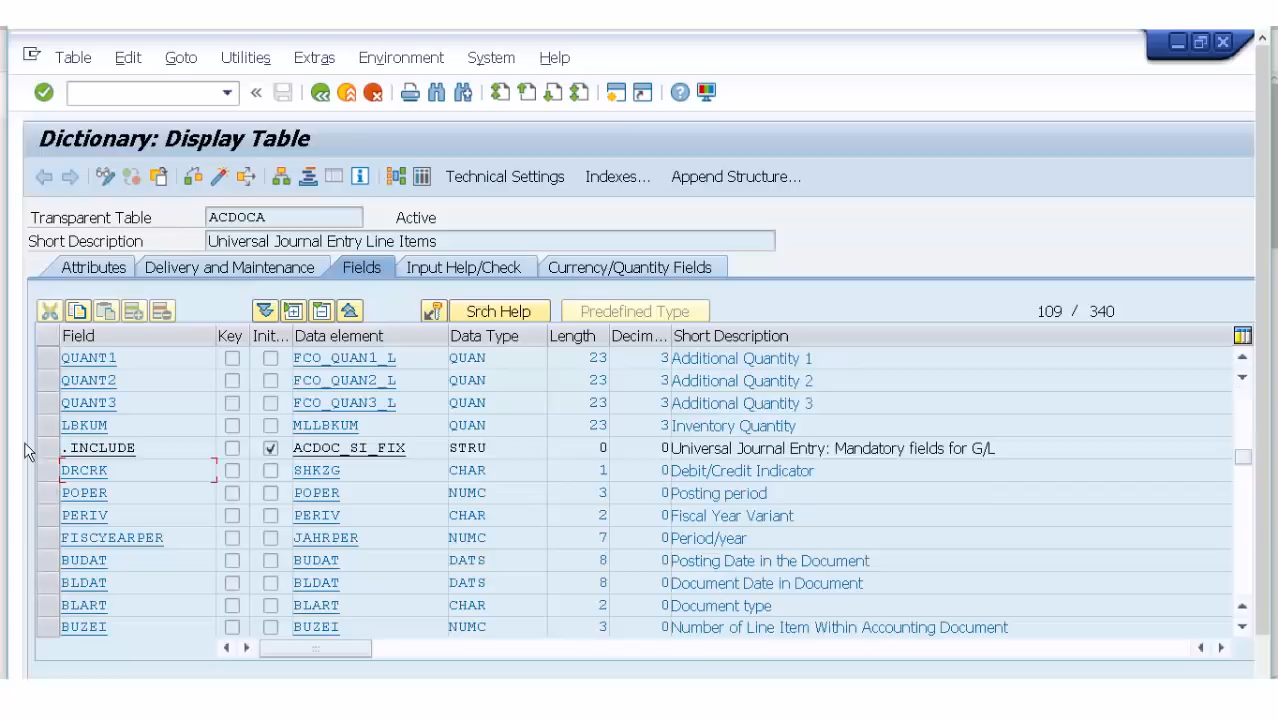 Table Edit Goto Utilities Extras Environment System Help
Dictionary: Display Table
Technical Settings Indexes... Append Structure...
Transparent Table ACDOCA Active
Short Description Universal Journal Entry Line Items
Attributes Delivery and Maintenance Fields Input Help/Check Currency/Quantity Fields
Srch Help Predefined Type 109 / 340
Field Key Init... Data element Data Type Length Decim... Short Description
QUANT1 FCO_QUAN1_L QUAN 23 3 Additional Quantity 1
QUANT2 FCO_QUAN2_L QUAN 23 3 Additional Quantity 2
QUANT3 FCO_QUAN3_L QUAN 23 3 Additional Quantity 3
LBKUM MLLBKUM QUAN 23 3 Inventory Quantity
.INCLUDE ACDOC_SI_FIX STRU 0 0 Universal Journal Entry: Mandatory fields for G/L
DRCRK SHKZG CHAR 1 0 Debit/Credit Indicator
POPER POPER NUMC 3 0 Posting period
PERIV PERIV CHAR 2 0 Fiscal Year Variant
FISCYEARPER JAHRPER NUMC 7 0 Period/year
BUDAT BUDAT DATS 8 0 Posting Date in the Document
BLDAT BLDAT DATS 8 0 Document Date in Document
BLART BLART CHAR 2 0 Document type
BUZEI BUZEI NUMC 3 0 Number of Line Item Within Accounting Document